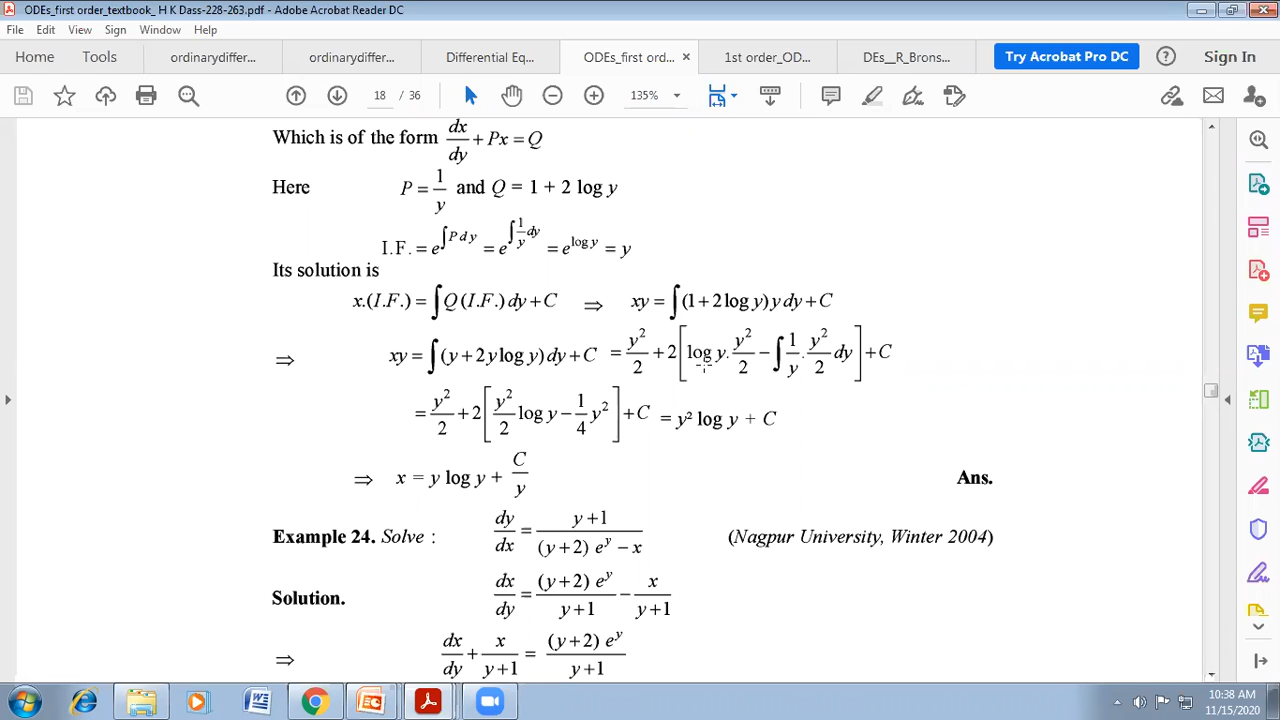 ODEs_first order_textbook_ H K Dass-228-263.pdf - Adobe Acrobat Reader DC
File Edit View Sign Window Help
Home Tools ordinarydiffer... ordinarydiffer... Differential Eq... ODEs_first ord... × 1st order_OD... DEs__R_Brons... Try Acrobat Pro DC Sign In
18 / 36 135%
Which is of the form dx/dy + Px = Q
Here P = 1/y and Q = 1 + 2 log y
I.F. = e^{∫P dy} = e^{∫1/y dy} = e^{log y} = y
Its solution is
x.(I.F.) = ∫Q (I.F.) dy + C ⇒ xy = ∫(1 + 2 log y) y dy + C
⇒ xy = ∫(y + 2y log y) dy + C = y²/2 + 2[log y. y²/2 − ∫1/y . y²/2 dy] + C
= y²/2 + 2[y²/2 log y − 1/4 y²] + C = y² log y + C
⇒ x = y log y + C/y Ans.
Example 24. Solve : dy/dx = y+1/(y+2) e^y − x (Nagpur University, Winter 2004)
Solution. dx/dy = (y+2) e^y/y+1 − x/y+1
⇒ dx/dy + x/y+1 = (y+2) e^y/y+1
10:38 AM
11/15/2020